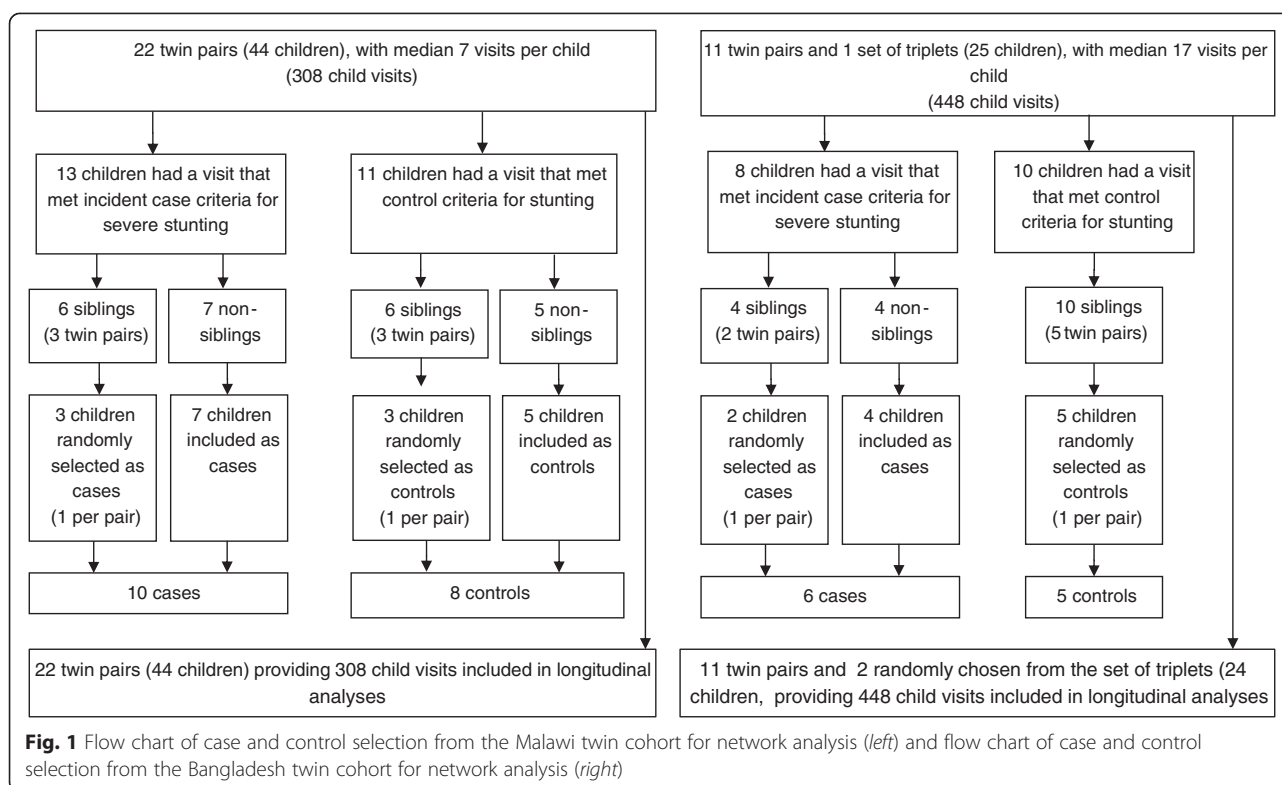 22 twin pairs (44 children), with median 7 visits per child
(308 child visits)
13 children had a visit that
met incident case criteria for
severe stunting
11 children had a visit that met
control criteria for stunting
6 siblings
(3 twin pairs)
7 non-
siblings
6 siblings
(3 twin pairs)
5 non-
siblings
3 children
randomly
selected as
cases
(1 per pair)
7 children
included as
cases
3 children
randomly
selected as
controls
(1 per pair)
5 children
included as
controls
10 cases
8 controls
22 twin pairs (44 children) providing 308 child visits included in longitudinal
analyses
11 twin pairs and 1 set of triplets (25 children), with median 17 visits per
child
(448 child visits)
8 children had a visit that
met incident case criteria for
severe stunting
10 children had a visit
that met control
criteria for stunting
4 siblings
(2 twin pairs)
4 non-
siblings
10 siblings
(5 twin pairs)
2 children
randomly
selected as
cases
(1 per pair)
4 children
included as
cases
5 children
randomly
selected as
controls
(1 per pair)
6 cases
5 controls
11 twin pairs and 2 randomly chosen from the set of triplets (24
children, providing 448 child visits included in longitudinal analyses
Fig. 1 Flow chart of case and control selection from the Malawi twin cohort for network analysis (left) and flow chart of case and control
selection from the Bangladesh twin cohort for network analysis (right)